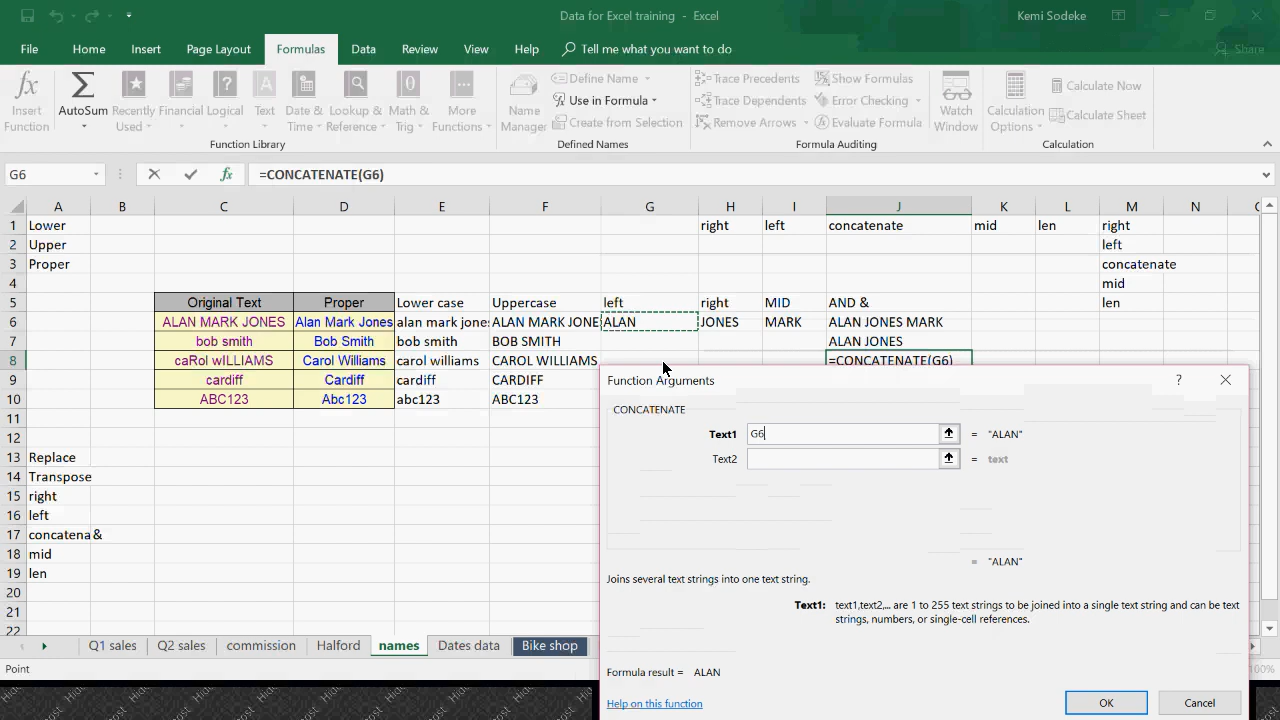 Data for Excel training - Excel
Kemi Sodeke
File Home Insert Page Layout Formulas Data Review View Help Tell me what you want to do Share
Insert Function
AutoSum
Recently Used
Financial
Logical
Text
Date & Time
Lookup & Reference
Math & Trig
More Functions
Function Library
Name Manager
Define Name
Use in Formula
Create from Selection
Defined Names
Trace Precedents
Trace Dependents
Remove Arrows
Show Formulas
Error Checking
Evaluate Formula
Formula Auditing
Watch Window
Calculation Options
Calculate Now
Calculate Sheet
Calculation
G6 fx =CONCATENATE(G6)
A B C D E F G H I J K L M N
1 Lower right left concatenate mid len right
2 Upper left
3 Proper concatenate
4 mid
5 Original Text Proper Lower case Uppercase left right MID AND & len
6 ALAN MARK JONES Alan Mark Jones alan mark jones ALAN MARK JONE ALAN JONES MARK ALAN JONES MARK
7 bob smith Bob Smith bob smith BOB SMITH ALAN JONES
8 caRol wILLIAMS Carol Williams carol williams CAROL WILLIAMS =CONCATENATE(G6)
9 cardiff Cardiff cardiff CARDIFF
10 ABC123 Abc123 abc123 ABC123
11
12
13 Replace
14 Transpose
15 right
16 left
17 concatena &
18 mid
19 len
20
21
22
Function Arguments ?
CONCATENATE
Text1 G6 = "ALAN"
Text2 = text
= "ALAN"
Joins several text strings into one text string.
Text1: text1,text2,... are 1 to 255 text strings to be joined into a single text string and can be text
strings, numbers, or single-cell references.
Formula result = ALAN
Help on this function
OK Cancel
Q1 sales Q2 sales commission Halford names Dates data Bike shop
Point
100%